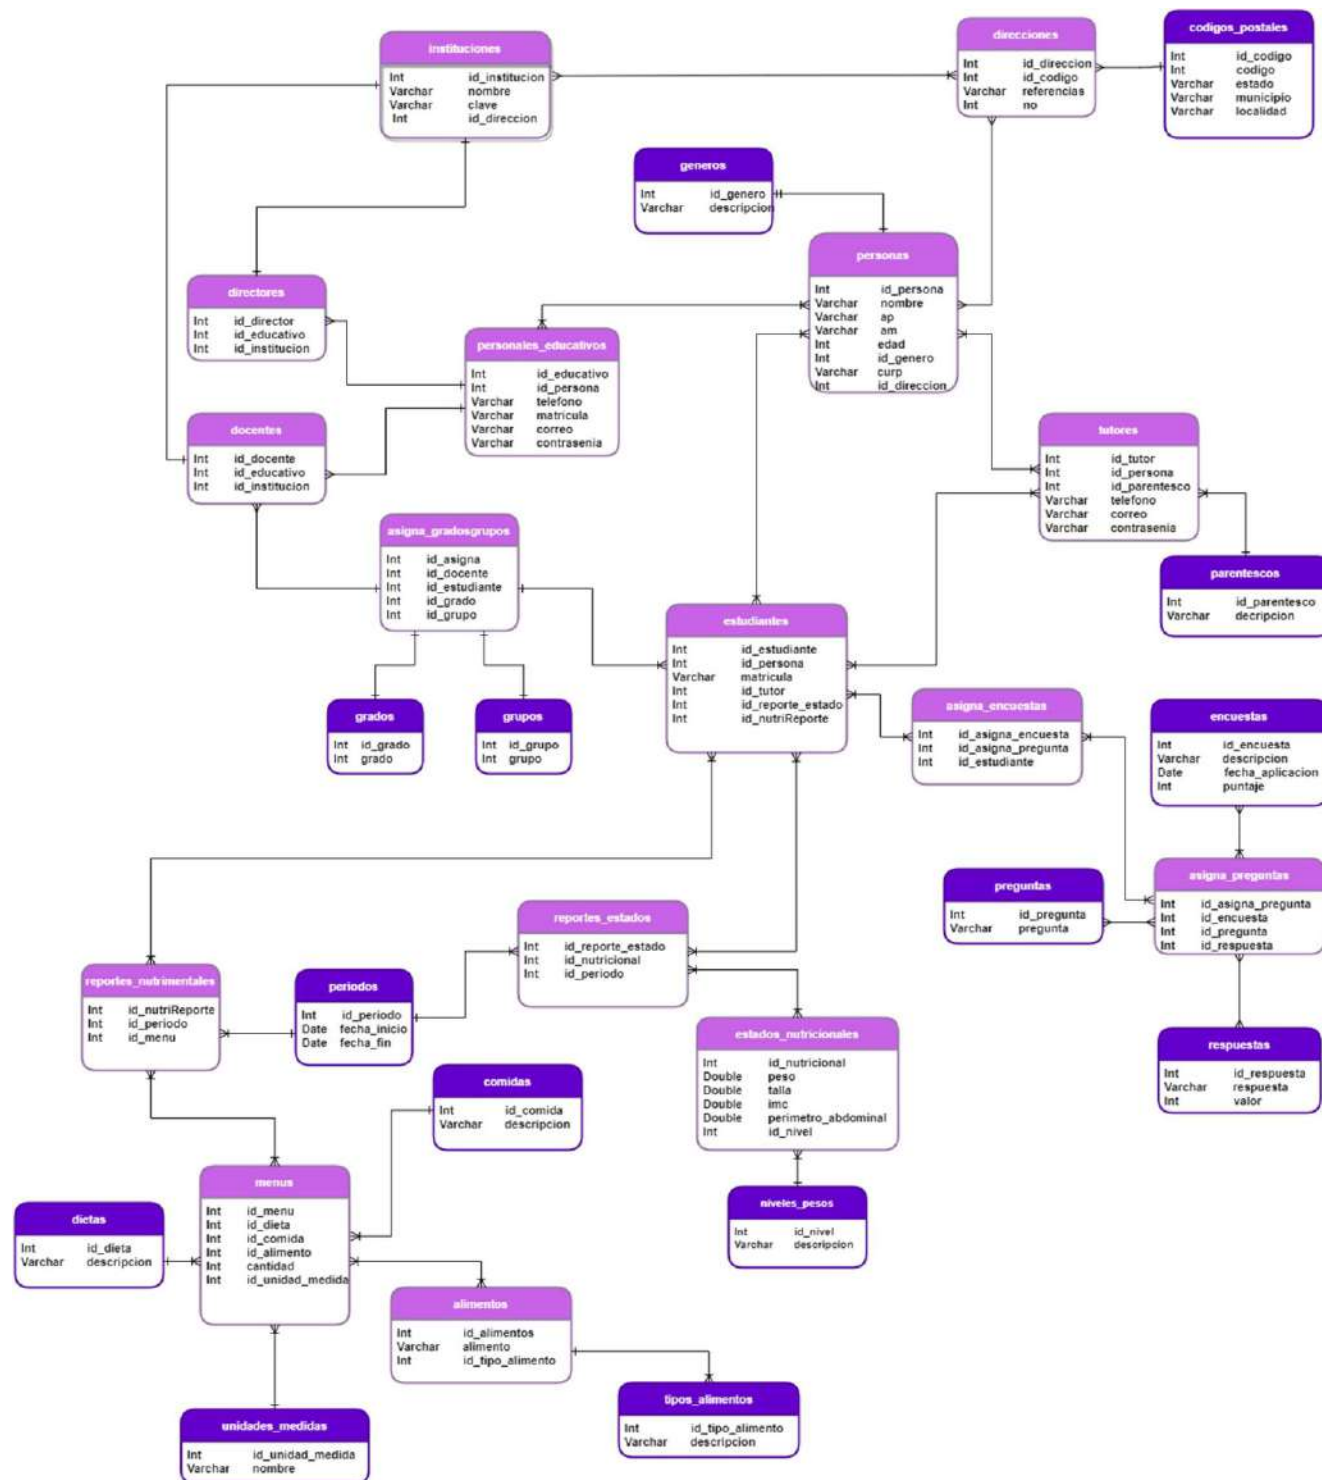 instituciones
Int id_institucion
Varchar nombre
Varchar clave
Int id_direccion
direcciones
Int id_direccion
Int id_codigo
Varchar referencias
Int no
codigos_postales
Int id_codigo
Int codigo
Varchar estado
Varchar municipio
Varchar localidad
generos
Int id_genero
Varchar descripcion
personas
Int id_persona
Varchar nombre
Varchar ap
Varchar am
Int edad
Int id_genero
Varchar curp
Int id_direccion
directores
Int id_director
Int id_educativo
Int id_institucion
personales_educativos
Int id_educativo
Int id_persona
Varchar telefono
Varchar matricula
Varchar correo
Varchar contrasenia
docentes
Int id_docente
Int id_educativo
Int id_institucion
tutores
Int id_tutor
Int id_persona
Int id_parentesco
Varchar telefono
Varchar correo
Varchar contrasenia
asigna_gradosgrupos
Int id_asigna
Int id_docente
Int id_estudiante
Int id_grado
Int id_grupo
parentescos
Int id_parentesco
Varchar decripcion
estudiantes
Int id_estudiante
Int id_persona
Varchar matricula
Int id_tutor
Int id_reporte_estado
Int id_nutriReporte
grados
Int id_grado
Int grado
grupos
Int id_grupo
Int grupo
asigna_encuestas
Int id_asigna_encuesta
Int id_asigna_pregunta
Int id_estudiante
encuestas
Int id_encuesta
Varchar descripcion
Date fecha_aplicacion
Int puntaje
preguntas
Int id_pregunta
Varchar pregunta
asigna_preguntas
Int id_asigna_pregunta
Int id_encuesta
Int id_pregunta
Int id_respuesta
reportes_estados
Int id_reporte_estado
Int id_nutricional
Int id_periodo
reportes_nutrimentales
Int id_nutriReporte
Int id_periodo
Int id_menu
periodos
Int id_periodo
Date fecha_inicio
Date fecha_fin
estados_nutricionales
Int id_nutricional
Double peso
Double talla
Double imc
Double perimetro_abdominal
Int id_nivel
respuestas
Int id_respuesta
Varchar respuesta
Int valor
comidas
Int id_comida
Varchar descripcion
menus
Int id_menu
Int id_dieta
Int id_comida
Int id_alimento
Int cantidad
Int id_unidad_medida
dietas
Int id_dieta
Varchar descripcion
niveles_pesos
Int id_nivel
Varchar descripcion
alimentos
Int id_alimentos
Varchar alimento
Int id_tipo_alimento
tipos_alimentos
Int id_tipo_alimento
Varchar descripcion
unidades_medidas
Int id_unidad_medida
Varchar nombre